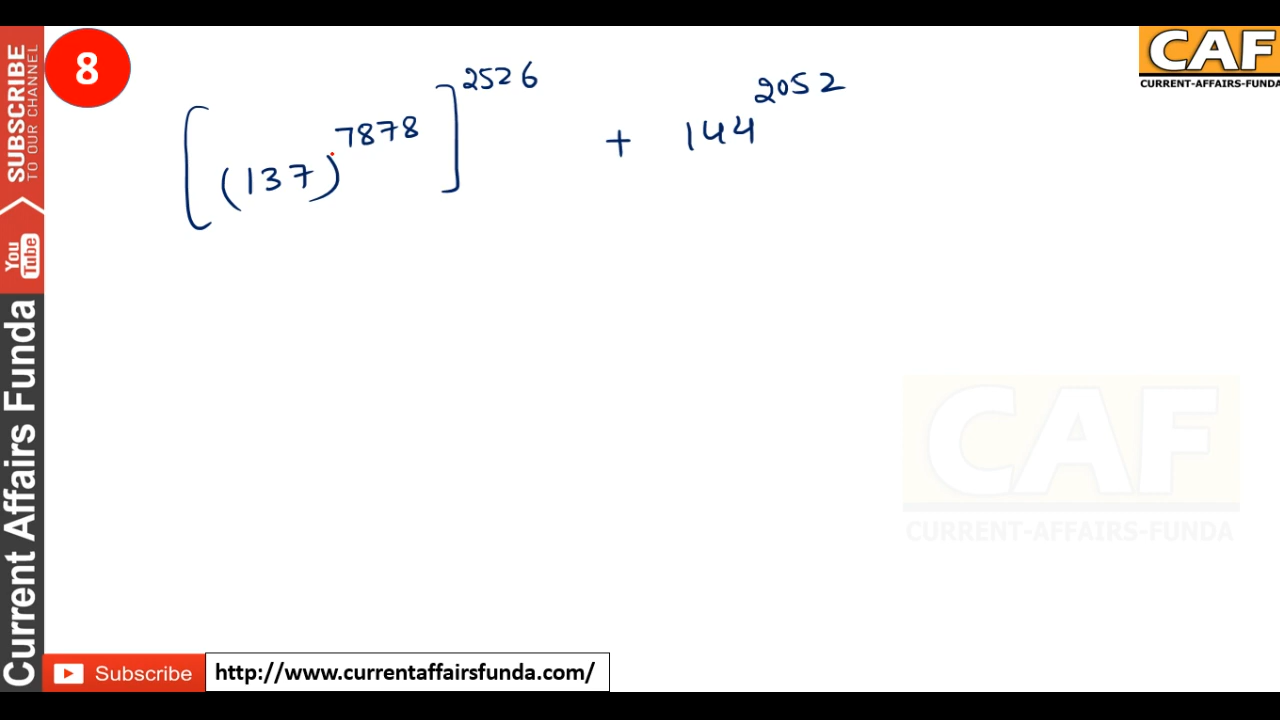 8
[(137)^7878]^2526 + 144^2052
CAF
CURRENT-AFFAIRS-FUNDA
SUBSCRIBE
TO OUR CHANNEL
You
Tube
Current Affairs Funda
CAF
CURRENT-AFFAIRS-FUNDA
Subscribe
http://www.currentaffairsfunda.com/